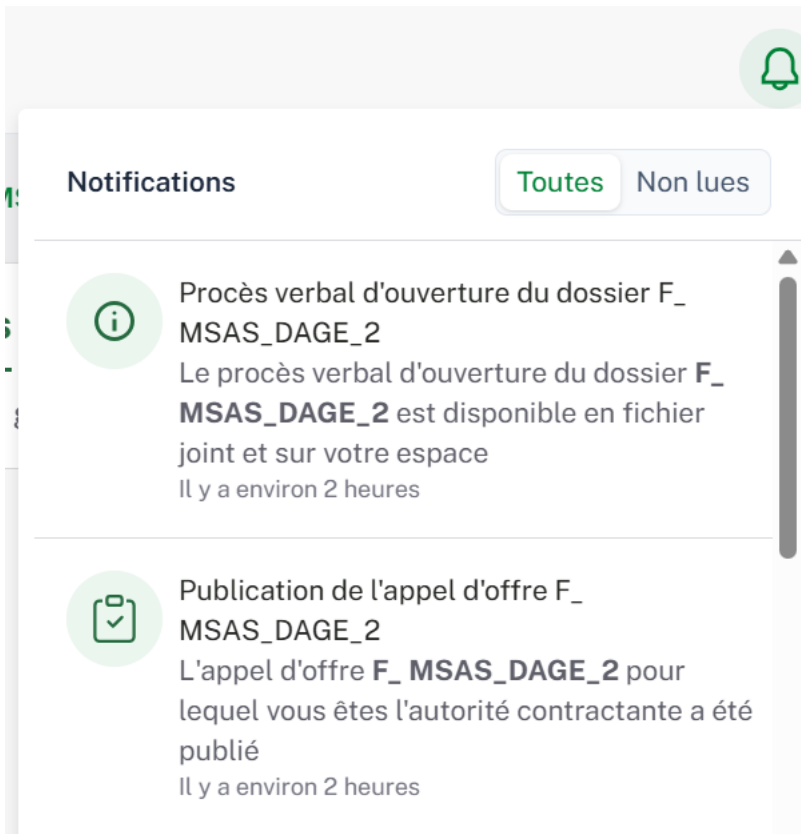 Notifications
Toutes
Non lues
Procès verbal d'ouverture du dossier F_
MSAS_DAGE_2
Le procès verbal d'ouverture du dossier F_
MSAS_DAGE_2 est disponible en fichier
joint et sur votre espace
Il y a environ 2 heures
Publication de l'appel d'offre F_
MSAS_DAGE_2
L'appel d'offre F_ MSAS_DAGE_2 pour
lequel vous êtes l'autorité contractante a été
publié
Il y a environ 2 heures